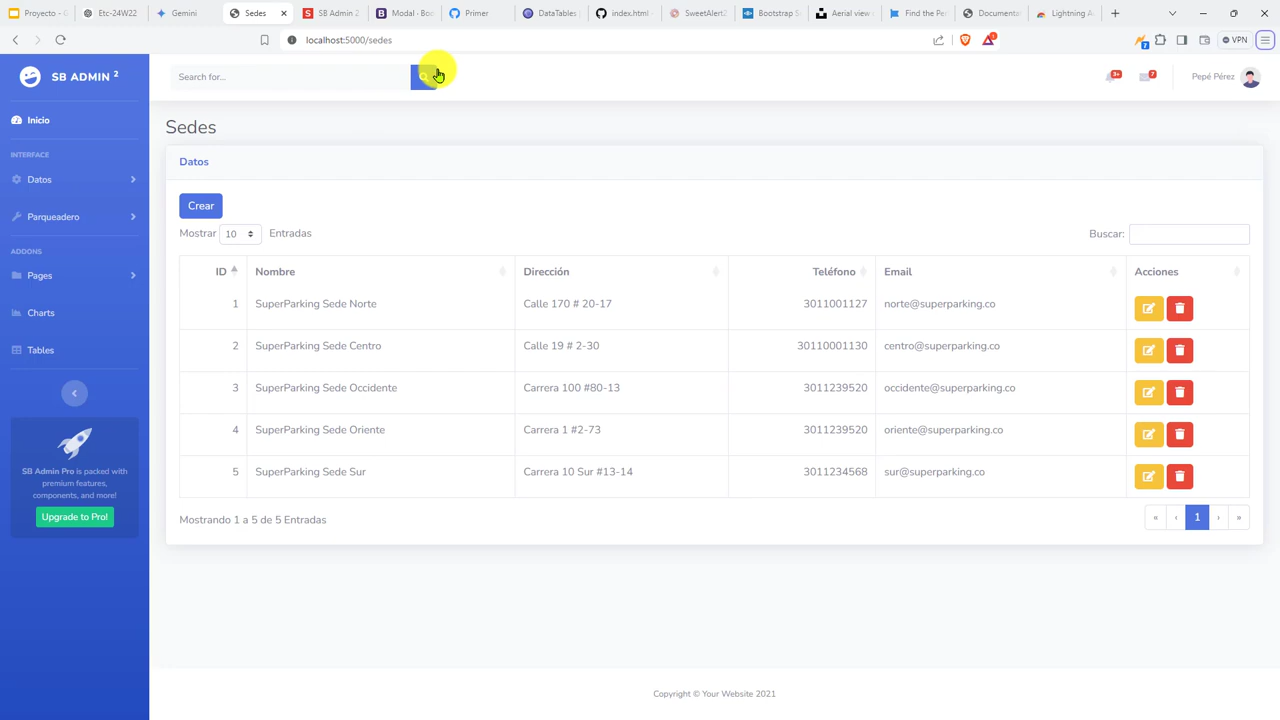 Proyecto - G
Etc-24W22
Gemini
Sedes
SB Admin 2
Modal · Boo
Primer
DataTables
index.html
SweetAlert2
Bootstrap S
Aerial view
Find the Per
Documenta
Lightning A
localhost:5000/sedes
7
VPN
SB ADMIN 2
Search for...
3+
7
Pepé Pérez
Inicio
INTERFACE
Datos
Parqueadero
ADDONS
Pages
Charts
Tables
SB Admin Pro is packed with
premium features,
components, and more!
Upgrade to Pro!
Sedes
Datos
Crear
Mostrar 10 Entradas
Buscar:
ID Nombre Dirección Teléfono Email Acciones
1 SuperParking Sede Norte Calle 170 # 20-17 3011001127 norte@superparking.co
2 SuperParking Sede Centro Calle 19 # 2-30 30110001130 centro@superparking.co
3 SuperParking Sede Occidente Carrera 100 #80-13 3011239520 occidente@superparking.co
4 SuperParking Sede Oriente Carrera 1 #2-73 3011239520 oriente@superparking.co
5 SuperParking Sede Sur Carrera 10 Sur #13-14 3011234568 sur@superparking.co
Mostrando 1 a 5 de 5 Entradas
« ‹ 1 › »
Copyright © Your Website 2021